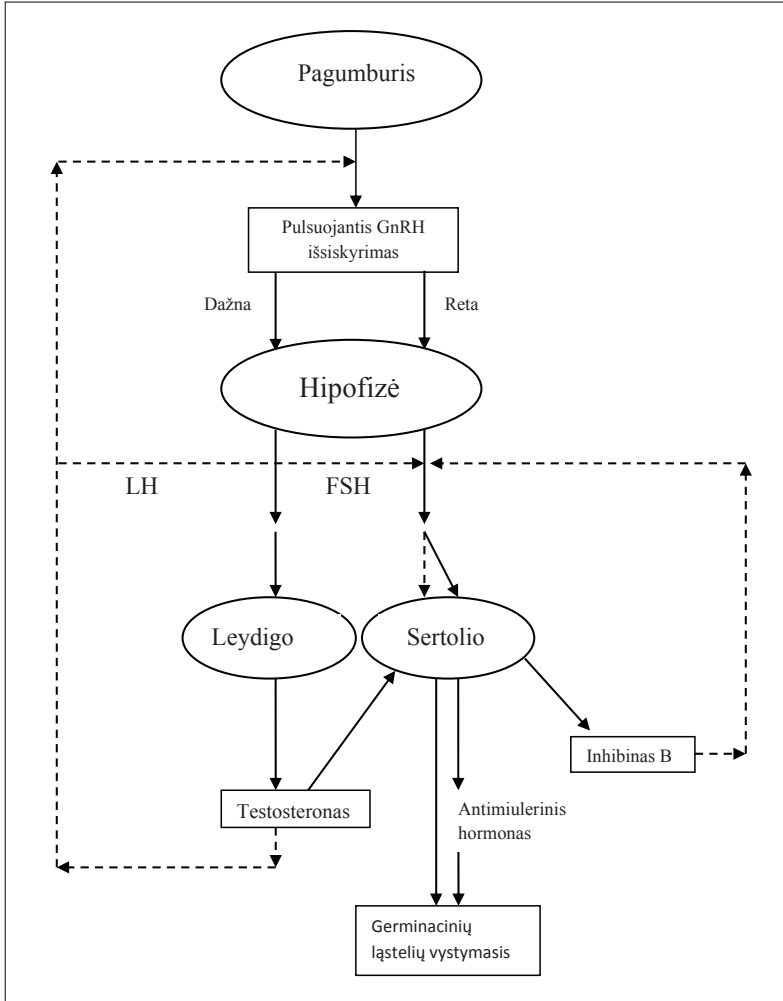 Pagumburis
Pulsuojantis GnRH
išsiskyrimas
Dažna
Reta
Hipofizė
LH
FSH
Leydigo
Sertolio
Inhibinas B
Testosteronas
Antimiulerinis
hormonas
Germinacinių
ląstelių vystymasis